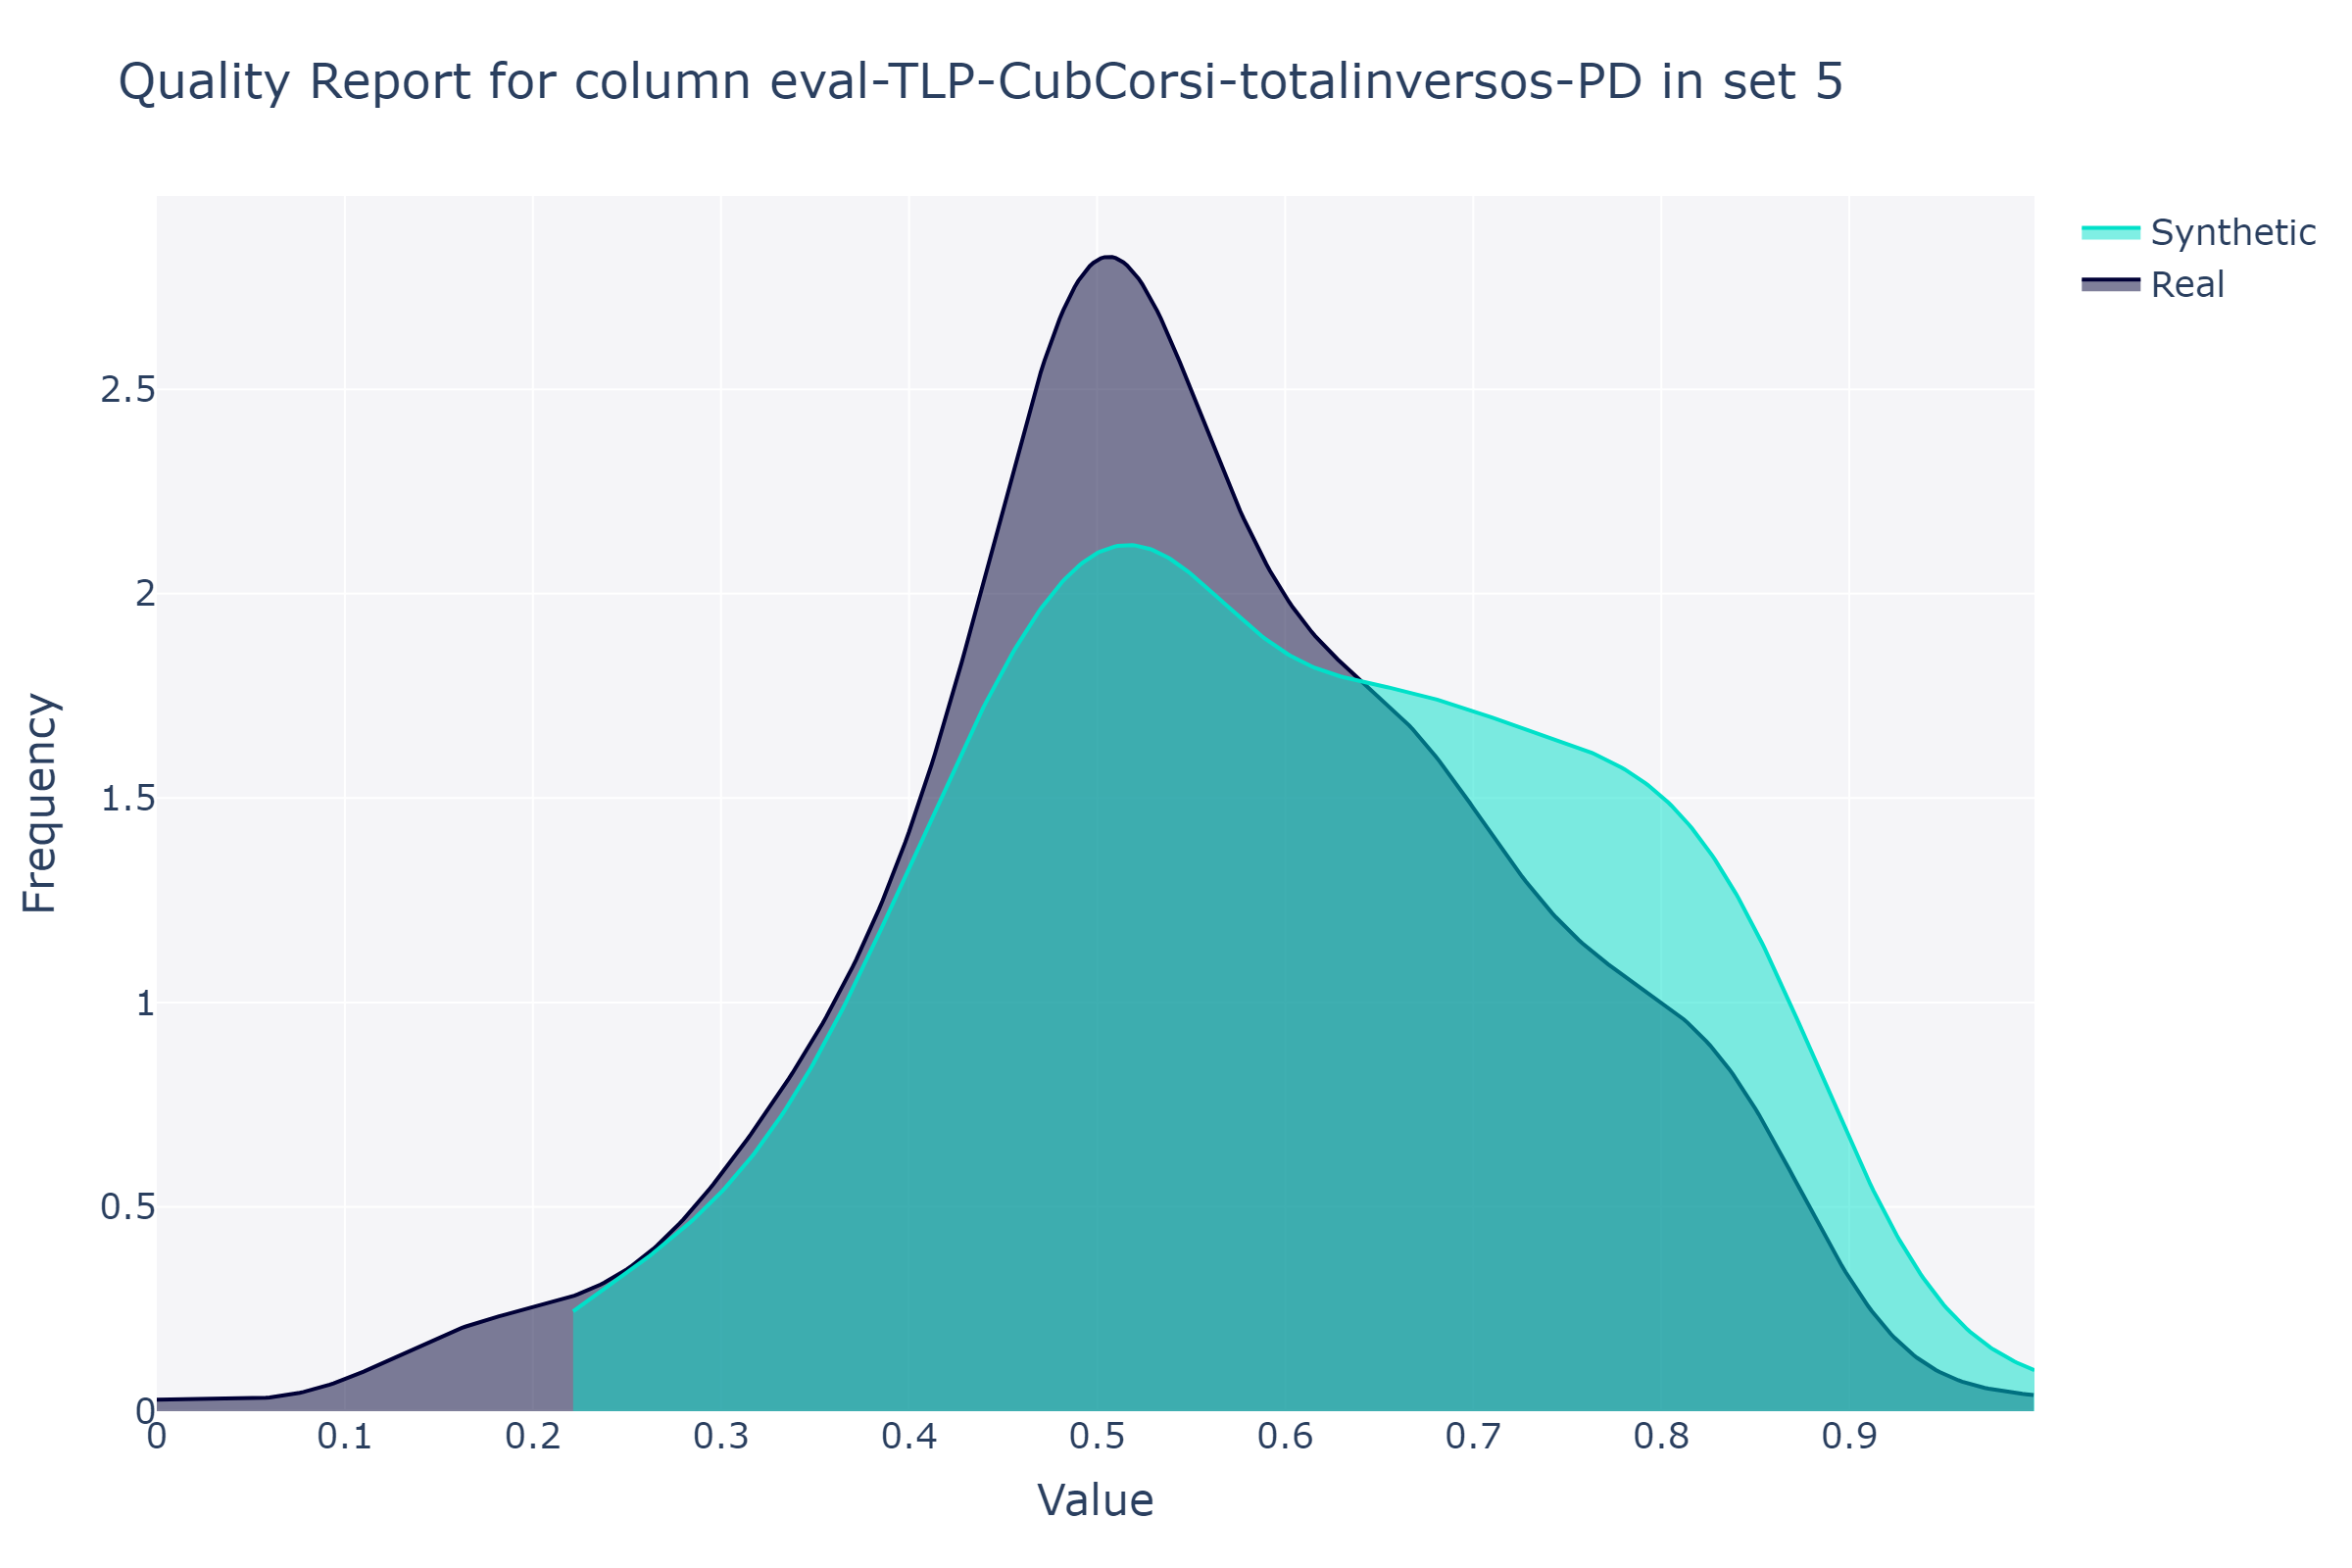 Quality Report for column eval-TLP-CubCorsi-totalinversos-PD in set 5
Synthetic
Real
Frequency
2.5
2
1.5
1
0.5
0
0 0.1 0.2 0.3 0.4 0.5 0.6 0.7 0.8 0.9
Value